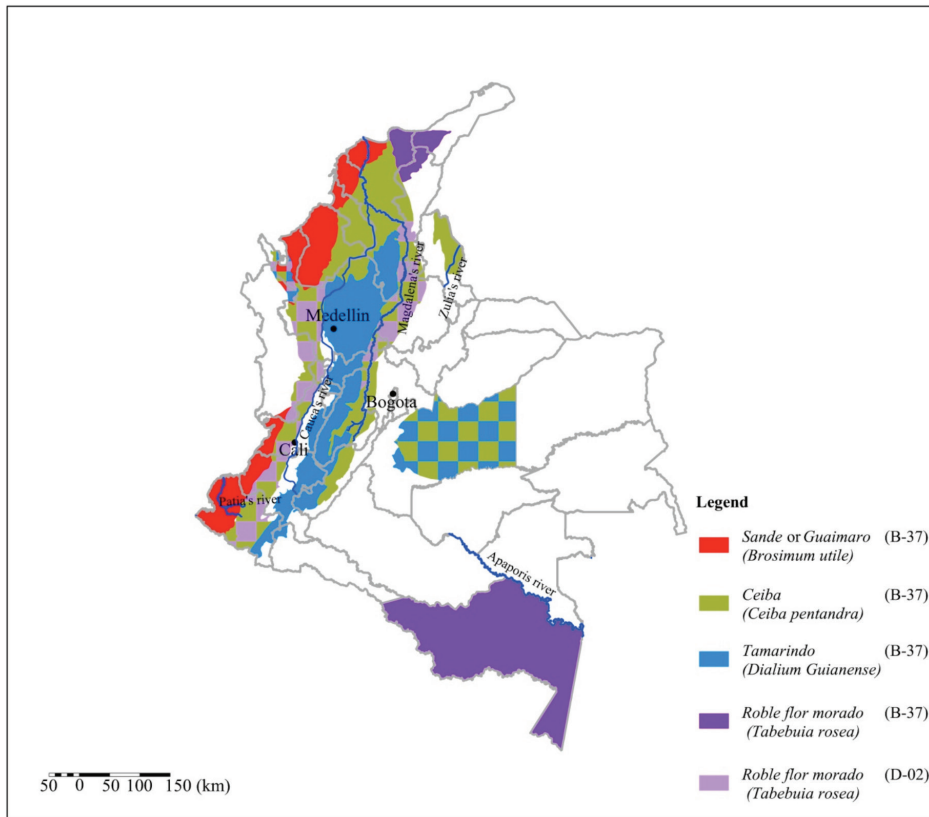 Magdalena's river
Zulia's river
Medellin
Bogota
Cauca's river
Cali
Patia's river
Apaporis river
Legend
Sande or Guaimaro (B-37)
(Brosimum utile)
Ceiba (B-37)
(Ceiba pentandra)
Tamarindo (B-37)
(Dialium Guianense)
Roble flor morado (B-37)
(Tabebuia rosea)
Roble flor morado (D-02)
(Tabebuia rosea)
50 0 50 100 150 (km)